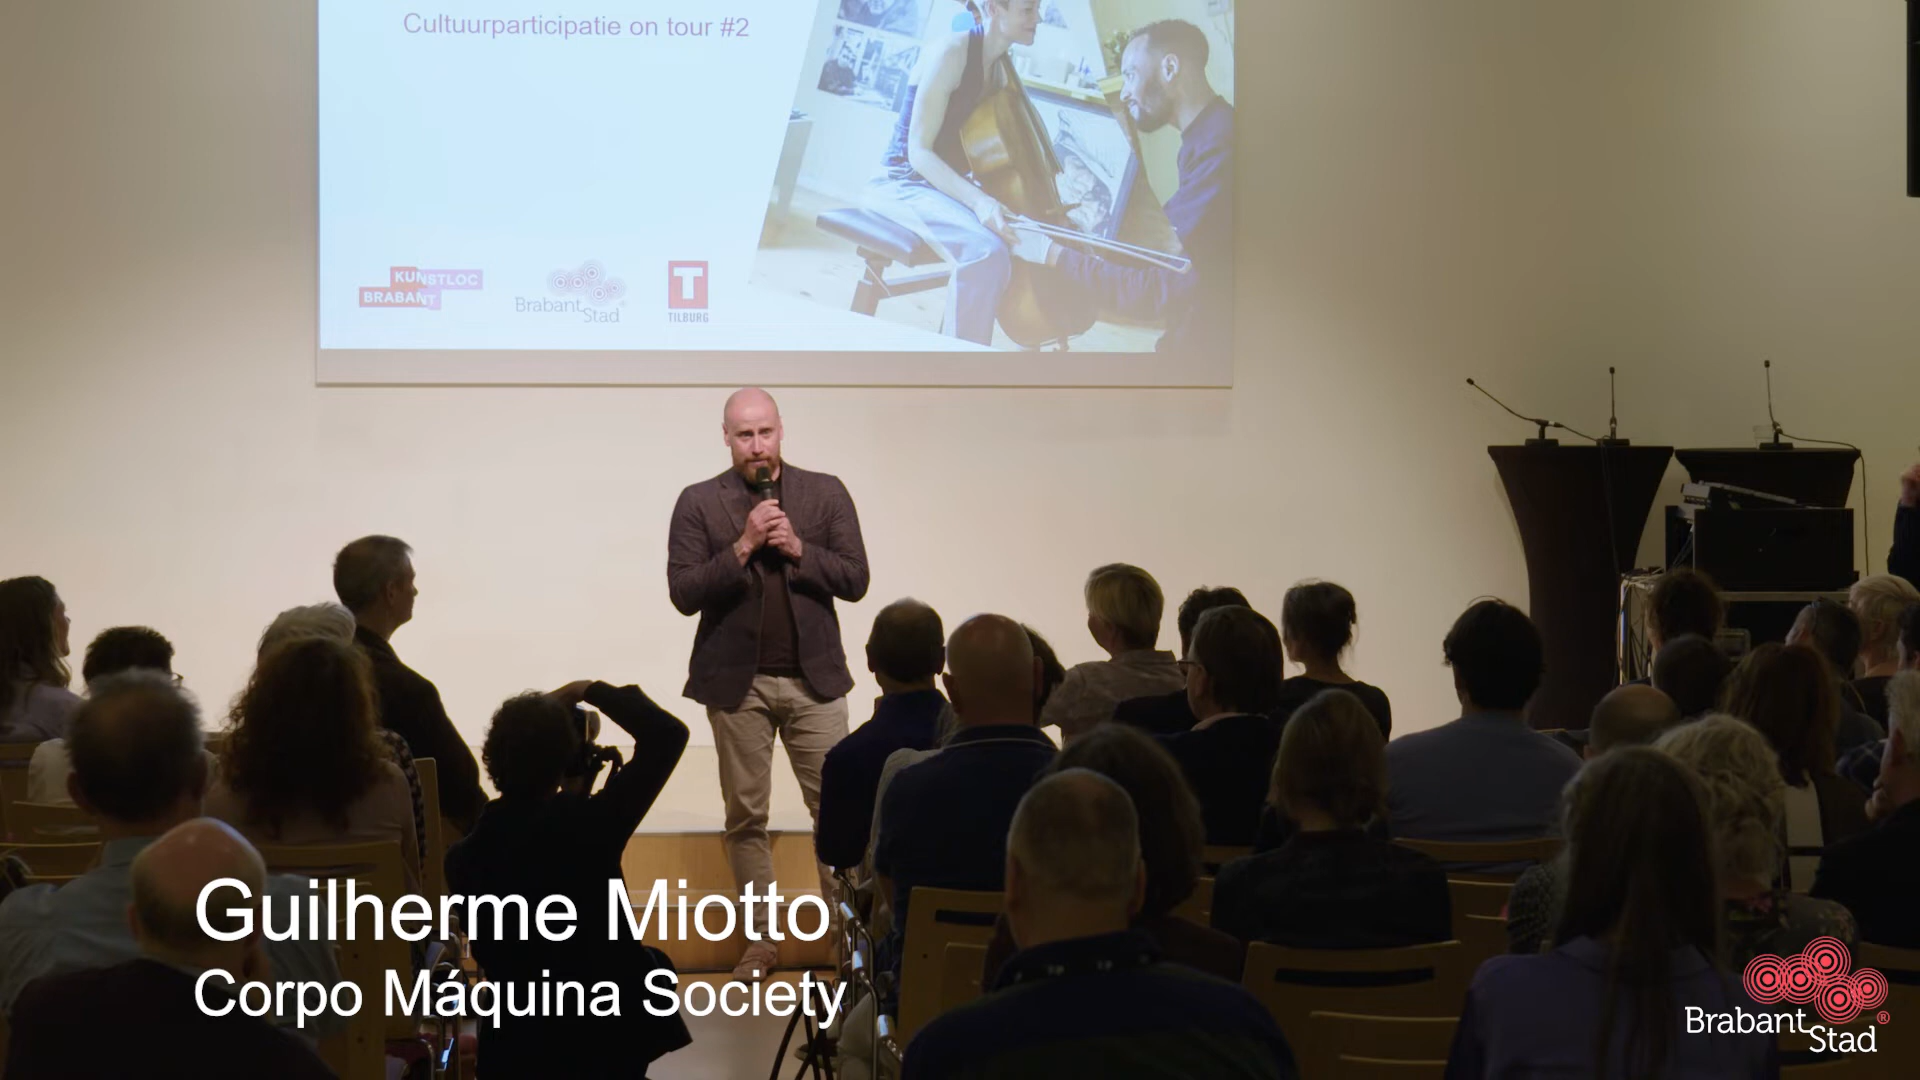 Cultuurparticipatie on tour #2
KUNSTLOC
BRABANT
Brabant
Stad
T
TILBURG
Guilherme Miotto
Corpo Máquina Society
Brabant
Stad